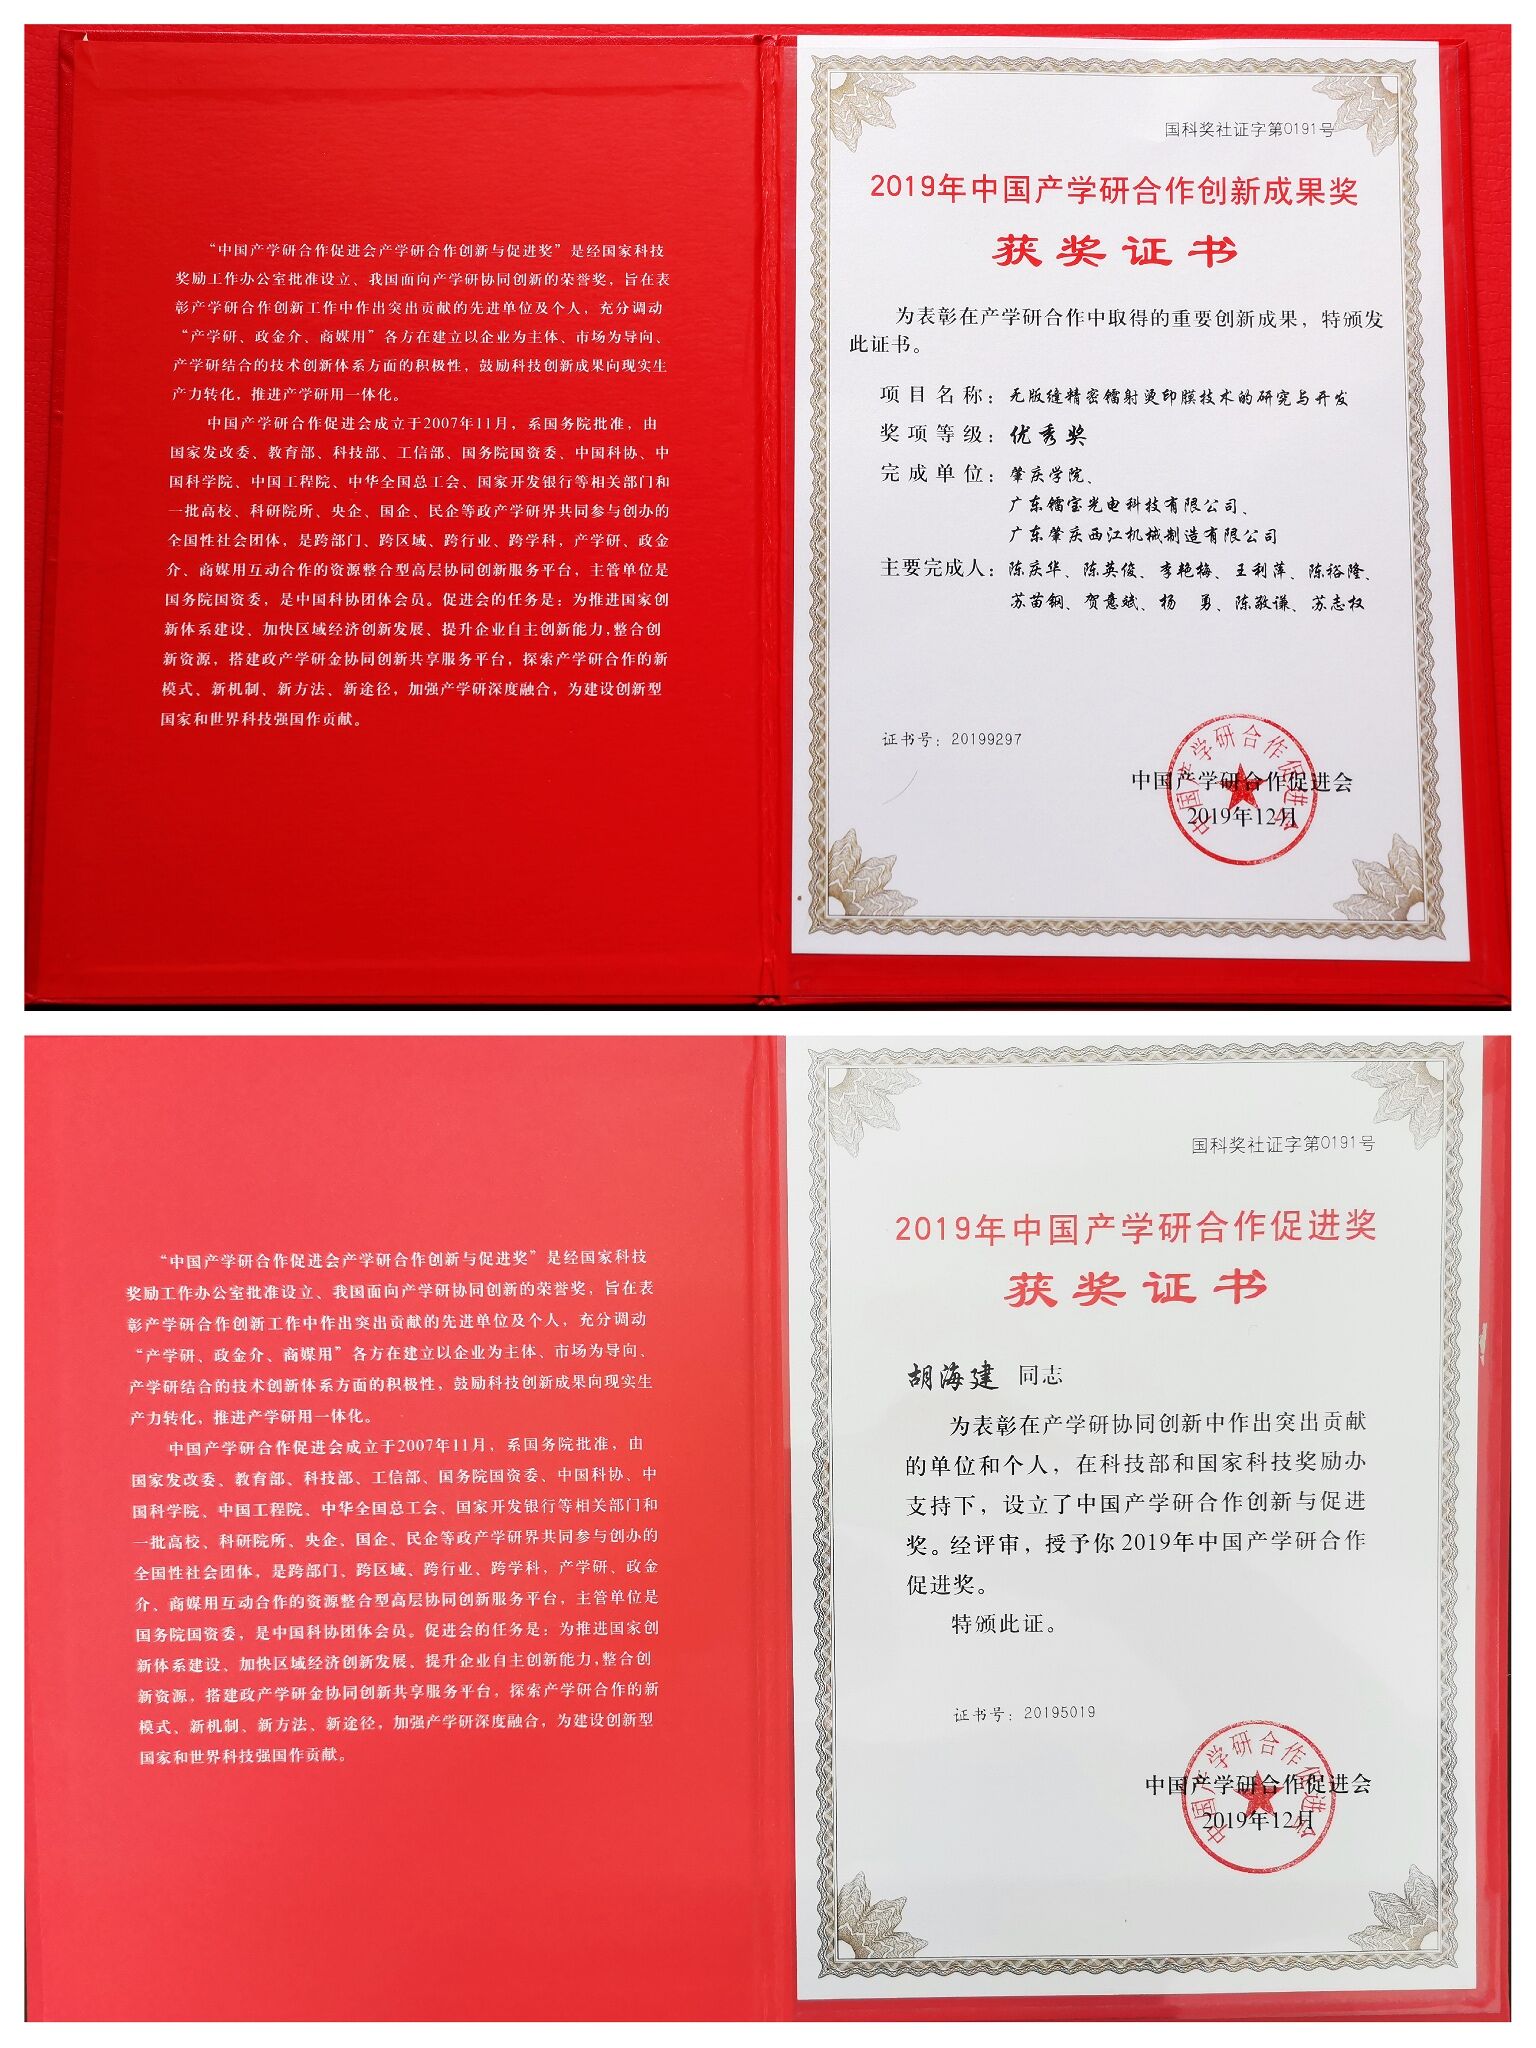 “中国产学研合作促进会产学研合作创新与促进奖”是经国家科技
奖励工作办公室批准设立、我国面向产学研协同创新的荣誉奖，旨在表
彰产学研合作创新工作中作出突出贡献的先进单位及个人，充分调动
“产学研、政金介、商媒用”各方在建立以企业为主体、市场为导向、
产学研结合的技术创新体系方面的积极性，鼓励科技创新成果向现实生
产力转化，推进产学研用一体化。
中国产学研合作促进会成立于2007年11月，系国务院批准，由
国家发改委、教育部、科技部、工信部、国务院国资委、中国科协、中
国科学院、中国工程院、中华全国总工会、国家开发银行等相关部门和
一批高校、科研院所、央企、国企、民企等政产学研界共同参与创办的
全国性社会团体，是跨部门、跨区域、跨行业、跨学科，产学研、政金
介、商媒用互动合作的资源整合型高层协同创新服务平台，主管单位是
国务院国资委，是中国科协团体会员。促进会的任务是：为推进国家创
新体系建设、加快区域经济创新发展、提升企业自主创新能力,整合创
新资源，搭建政产学研金协同创新共享服务平台，探索产学研合作的新
模式、新机制、新方法、新途径，加强产学研深度融合，为建设创新型
国家和世界科技强国作贡献。
国科奖社证字第0191号
2019年中国产学研合作创新成果奖
获奖证书
为表彰在产学研合作中取得的重要创新成果，特颁发
此证书。
项目名称：无版缝精密镭射烫印膜技术的研究与开发
奖项等级：优秀奖
完成单位：肇庆学院、
广东镭宝光电科技有限公司、
广东肇庆西江机械制造有限公司
主要完成人：陈庆华、陈英俊、李艳梅、王利萍、陈裕隆、
苏苗钢、贺意斌、杨　勇、陈敬谦、苏志权
证书号：20199297
中国产学研合作促进会
中国产学研合作促进会
2019年12月
“中国产学研合作促进会产学研合作创新与促进奖”是经国家科技
奖励工作办公室批准设立、我国面向产学研协同创新的荣誉奖，旨在表
彰产学研合作创新工作中作出突出贡献的先进单位及个人，充分调动
“产学研、政金介、商媒用”各方在建立以企业为主体、市场为导向、
产学研结合的技术创新体系方面的积极性，鼓励科技创新成果向现实生
产力转化，推进产学研用一体化。
中国产学研合作促进会成立于2007年11月，系国务院批准，由
国家发改委、教育部、科技部、工信部、国务院国资委、中国科协、中
国科学院、中国工程院、中华全国总工会、国家开发银行等相关部门和
一批高校、科研院所、央企、国企、民企等政产学研界共同参与创办的
全国性社会团体，是跨部门、跨区域、跨行业、跨学科，产学研、政金
介、商媒用互动合作的资源整合型高层协同创新服务平台，主管单位是
国务院国资委，是中国科协团体会员。促进会的任务是：为推进国家创
新体系建设、加快区域经济创新发展、提升企业自主创新能力,整合创
新资源，搭建政产学研金协同创新共享服务平台，探索产学研合作的新
模式、新机制、新方法、新途径，加强产学研深度融合，为建设创新型
国家和世界科技强国作贡献。
国科奖社证字第0191号
2019年中国产学研合作促进奖
获奖证书
胡海建 同志
为表彰在产学研协同创新中作出突出贡献
的单位和个人，在科技部和国家科技奖励办
支持下，设立了中国产学研合作创新与促进
奖。经评审，授予你2019年中国产学研合作
促进奖。
特颁此证。
证书号：20195019
中国产学研合作促进会
中国产学研合作促进会
2019年12月